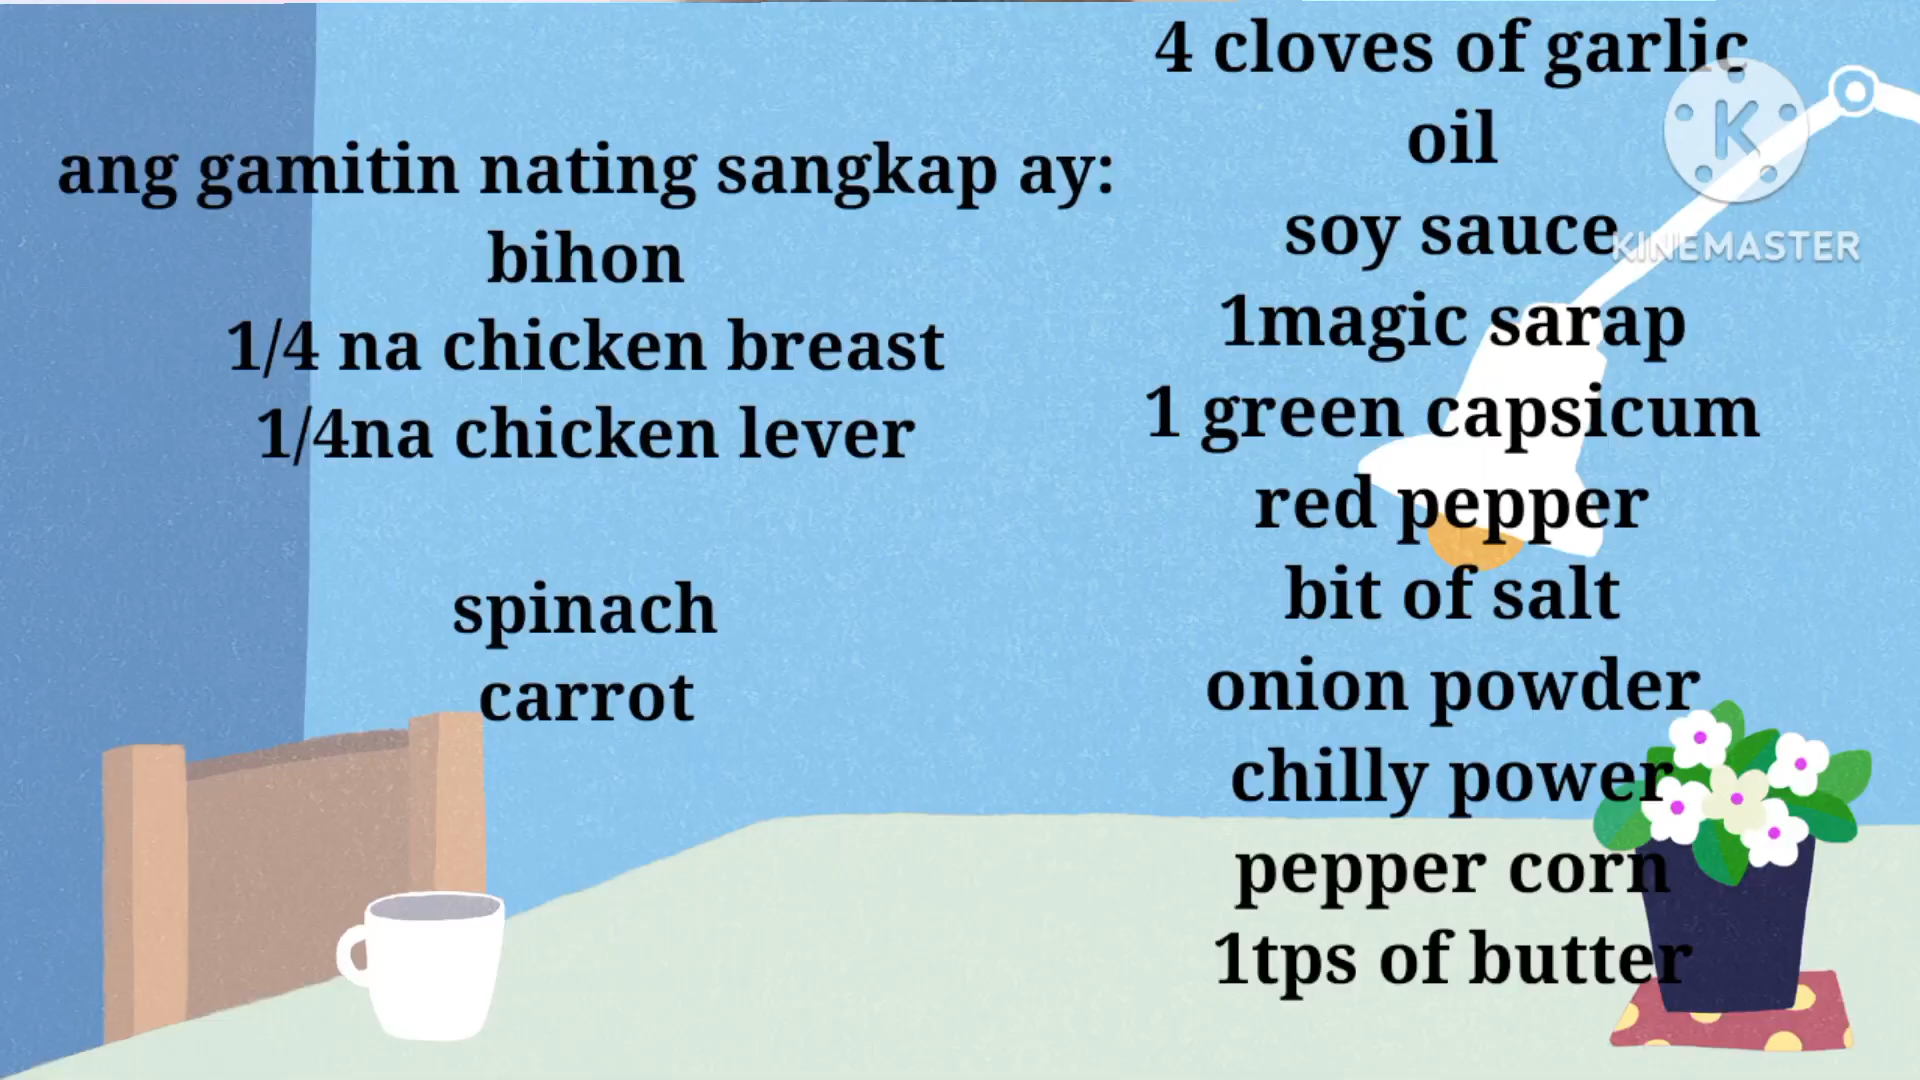 ang gamitin nating sangkap ay:
bihon
1/4 na chicken breast
1/4na chicken lever
spinach
carrot
4 cloves of garlic
oil
soy sauce
1magic sarap
1 green capsicum
red pepper
bit of salt
onion powder
chilly power
pepper corn
1tps of butter
K
KINEMASTER